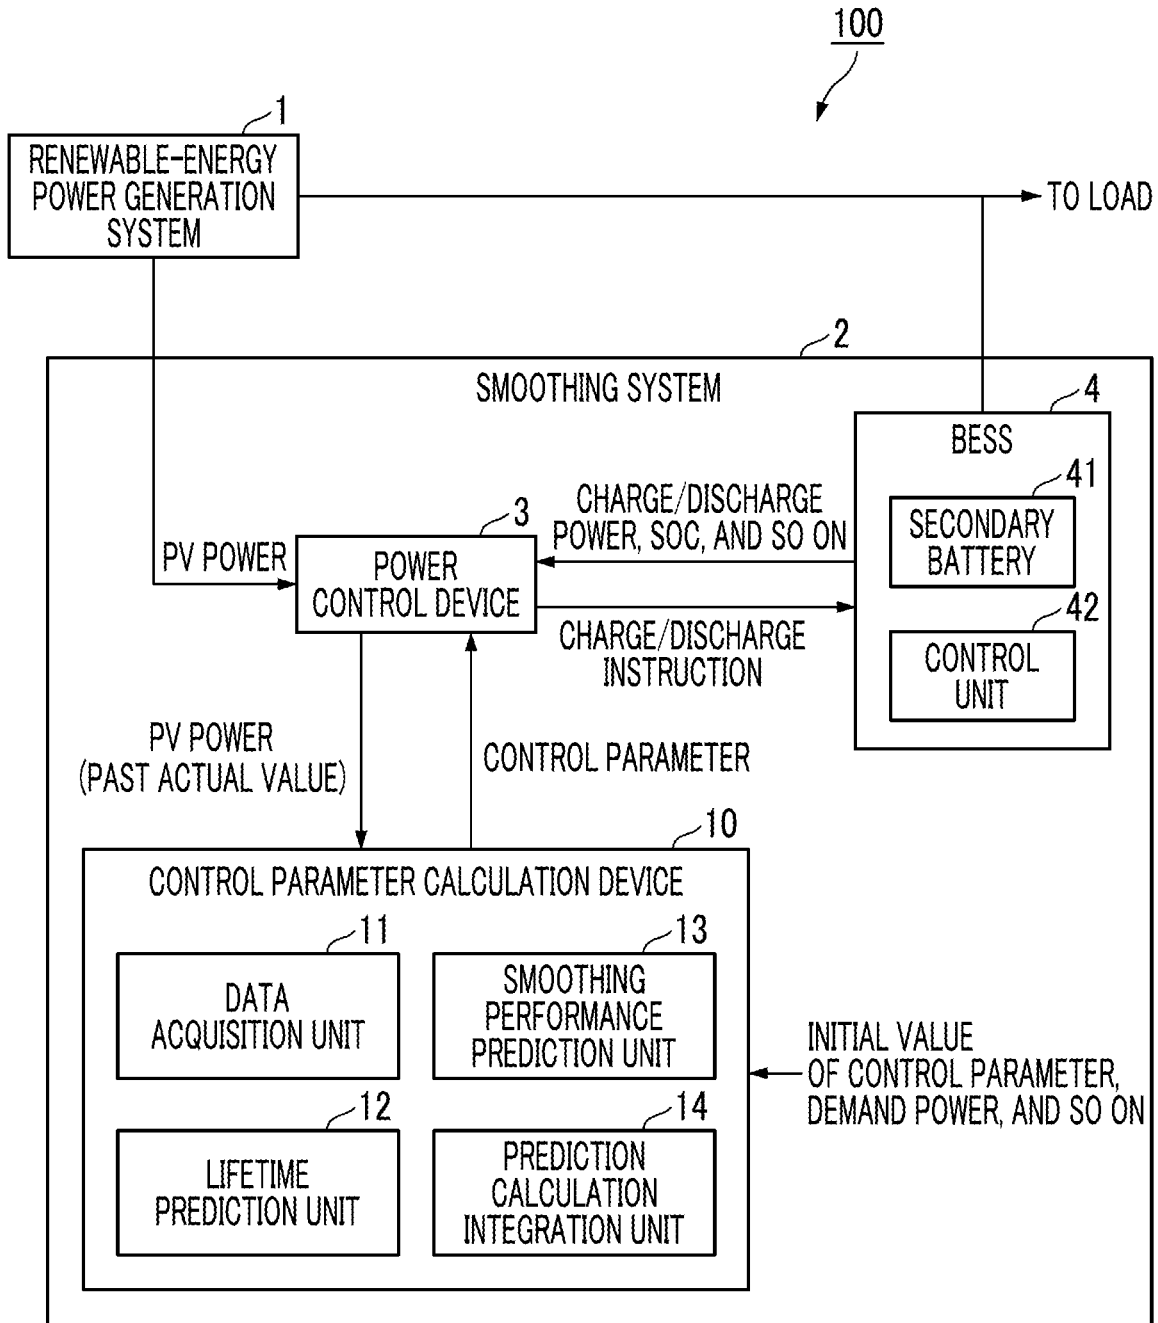 100
1
RENEWABLE-ENERGY
POWER GENERATION
SYSTEM
TO LOAD
2
SMOOTHING SYSTEM
4
BESS
41
SECONDARY
BATTERY
42
CONTROL
UNIT
CHARGE/DISCHARGE
POWER, SOC, AND SO ON
3
PV POWER
POWER
CONTROL DEVICE
CHARGE/DISCHARGE
INSTRUCTION
PV POWER
(PAST ACTUAL VALUE)
CONTROL PARAMETER
10
CONTROL PARAMETER CALCULATION DEVICE
11
DATA
ACQUISITION UNIT
13
SMOOTHING
PERFORMANCE
PREDICTION UNIT
12
LIFETIME
PREDICTION UNIT
14
PREDICTION
CALCULATION
INTEGRATION UNIT
INITIAL VALUE
OF CONTROL PARAMETER,
DEMAND POWER, AND SO ON